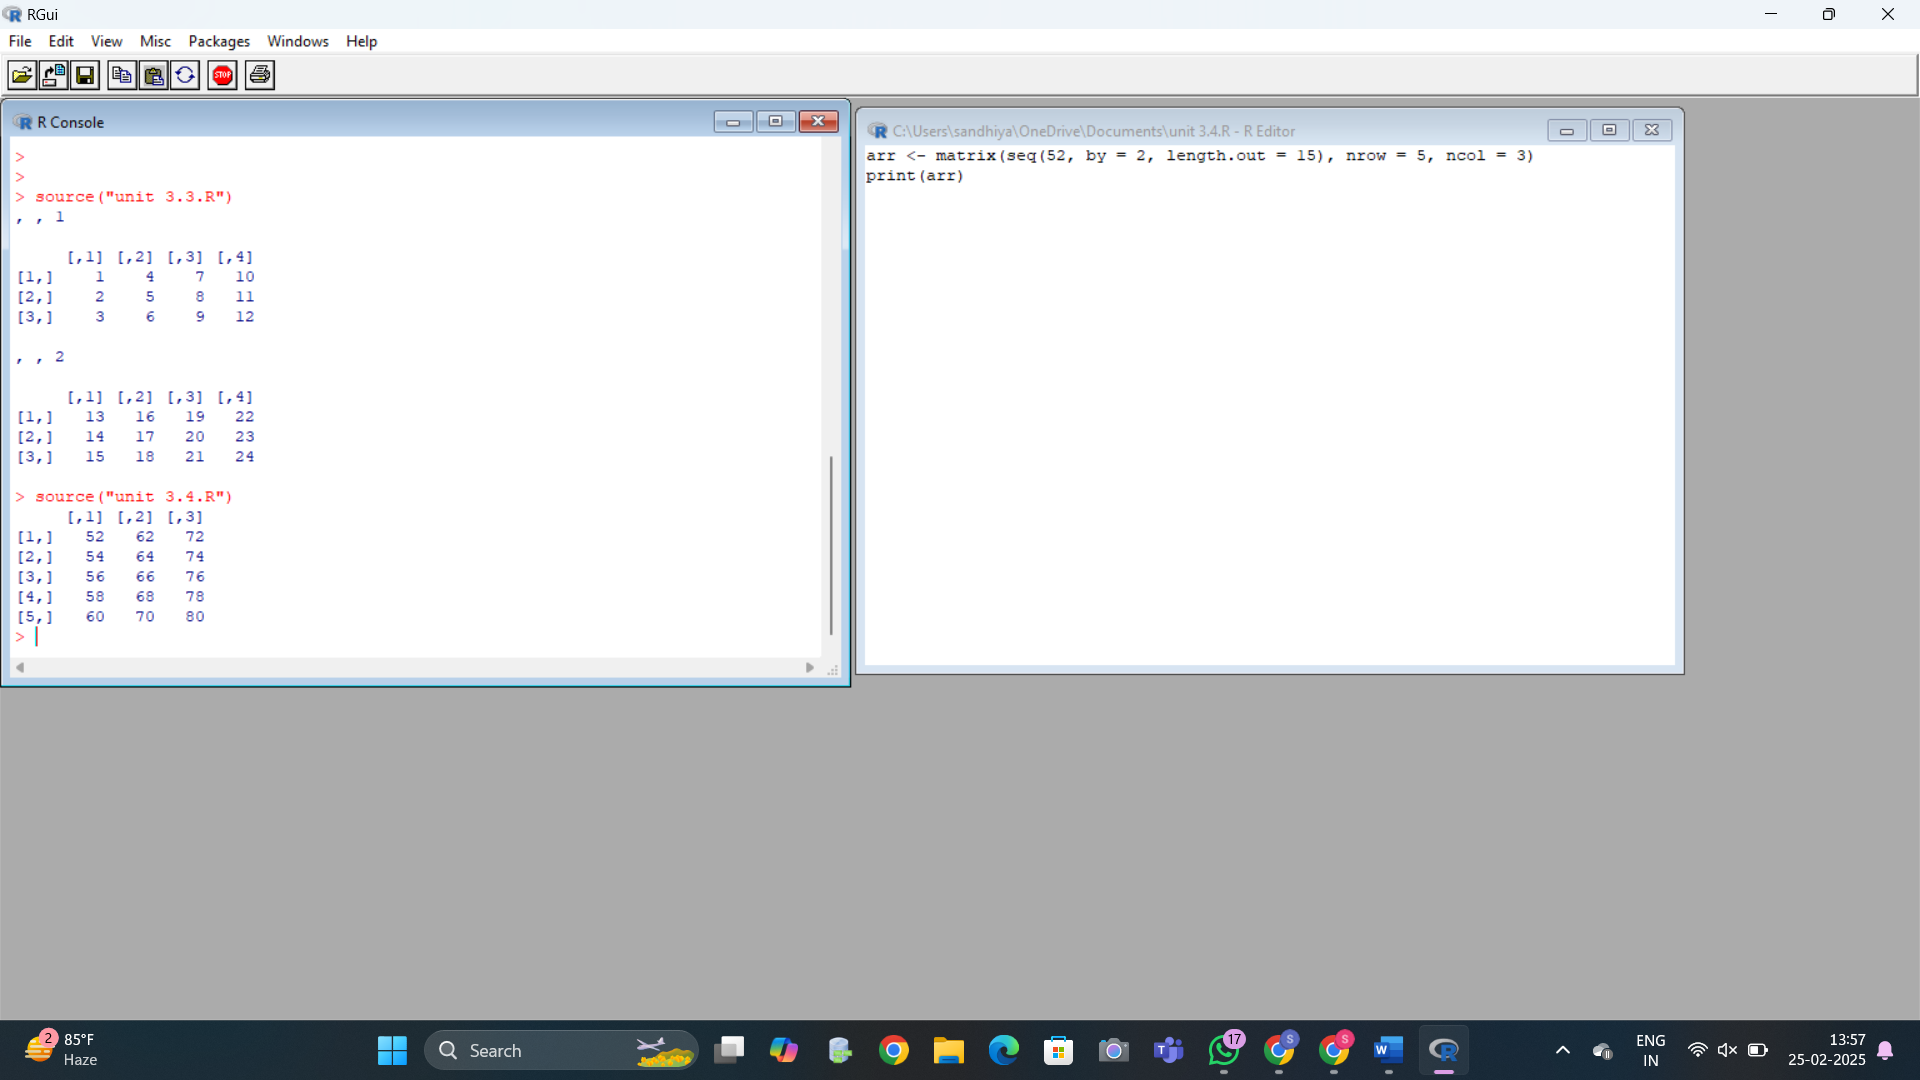 RGui
File Edit View Misc Packages Windows Help
STOP
R Console
>
>
> source("unit 3.3.R")
, , 1
     [,1] [,2] [,3] [,4]
[1,]    1    4    7   10
[2,]    2    5    8   11
[3,]    3    6    9   12
, , 2
     [,1] [,2] [,3] [,4]
[1,]   13   16   19   22
[2,]   14   17   20   23
[3,]   15   18   21   24
> source("unit 3.4.R")
     [,1] [,2] [,3]
[1,]   52   62   72
[2,]   54   64   74
[3,]   56   66   76
[4,]   58   68   78
[5,]   60   70   80
>
C:\Users\sandhiya\OneDrive\Documents\unit 3.4.R - R Editor
arr <- matrix(seq(52, by = 2, length.out = 15), nrow = 5, ncol = 3)
print(arr)
2
85°F
Haze
Search
17
S
S
W
R
ENG
IN
13:57
25-02-2025